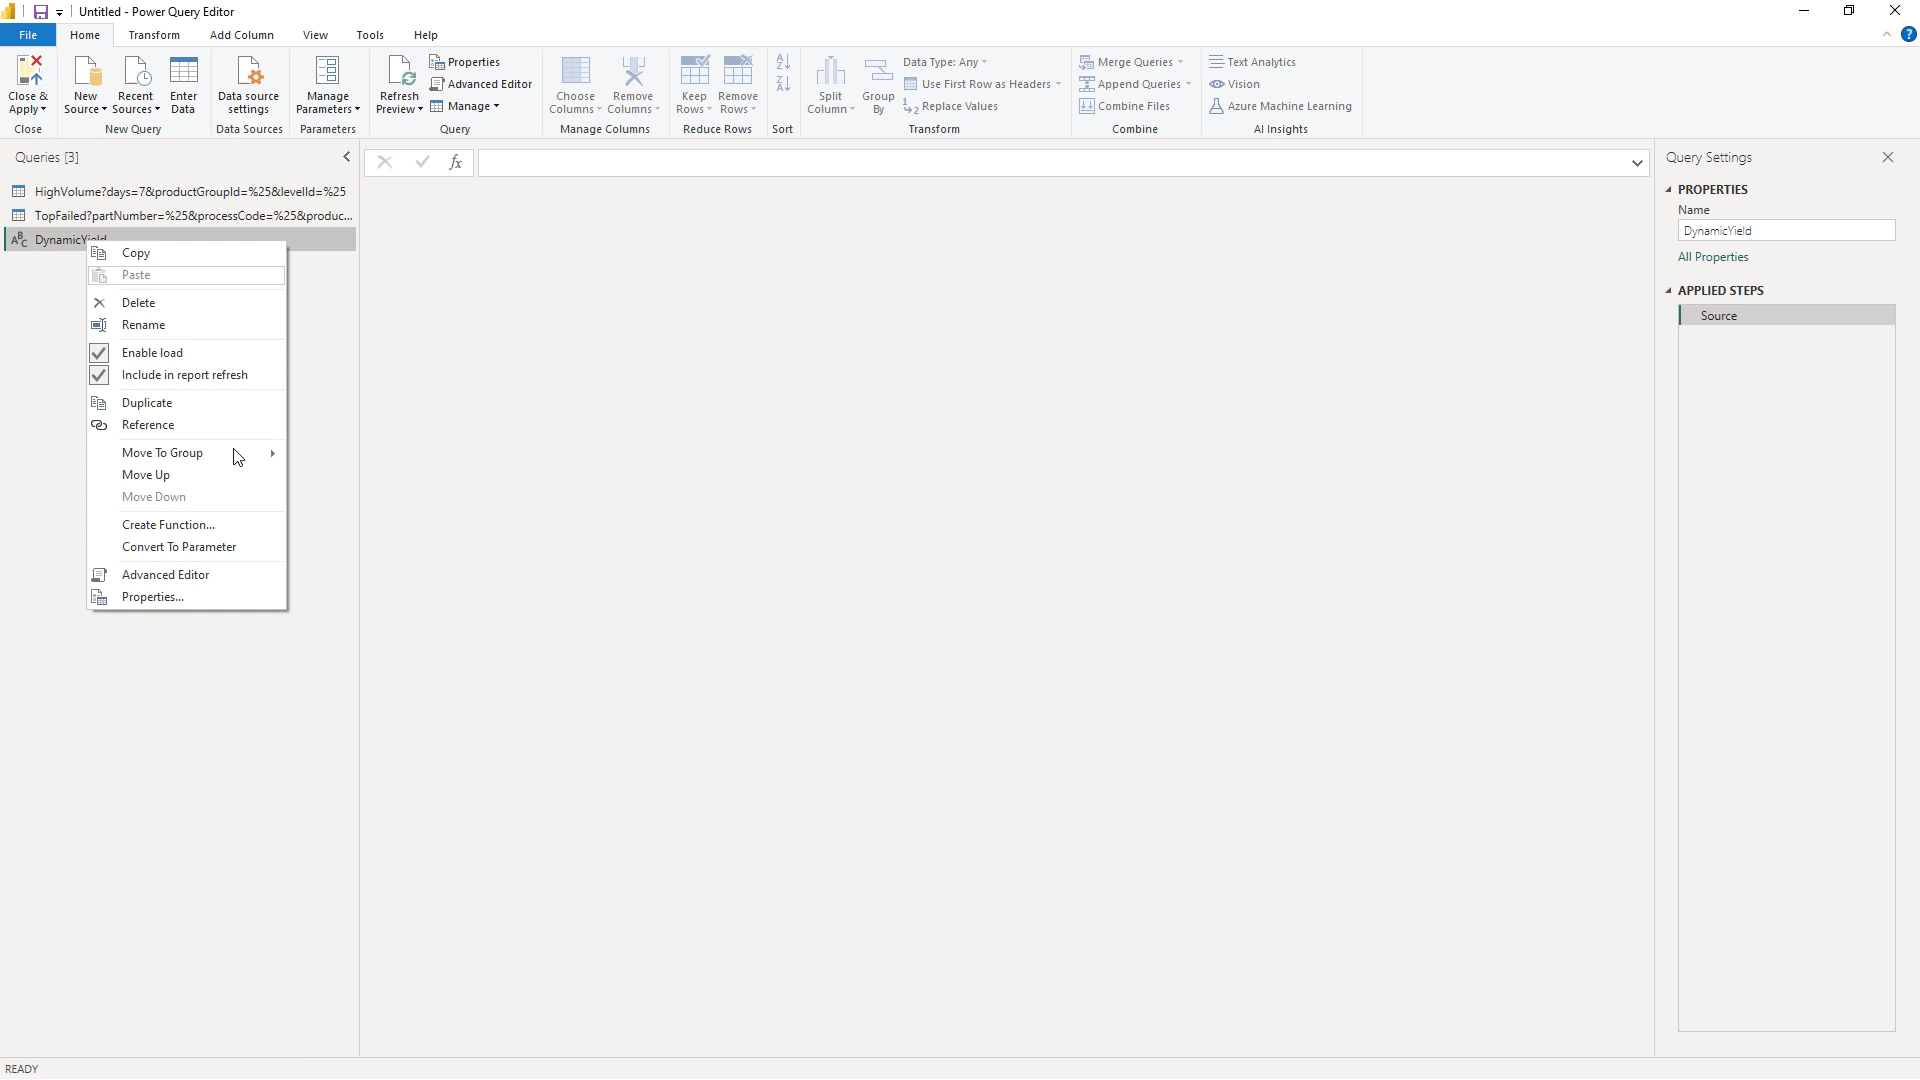 Untitled - Power Query Editor
File Home Transform Add Column View Tools Help
Close & Apply
Close
New Source
Recent Sources
Enter Data
New Query
Data source settings
Data Sources
Manage Parameters
Parameters
Refresh Preview
Properties
Advanced Editor
Manage
Query
Choose Columns
Remove Columns
Manage Columns
Keep Rows
Remove Rows
Reduce Rows
Sort
Split Column
Group By
Data Type: Any
Use First Row as Headers
Replace Values
Transform
Merge Queries
Append Queries
Combine Files
Combine
Text Analytics
Vision
Azure Machine Learning
AI Insights
Queries [3]
HighVolume?days=7&productGroupId=%25&levelId=%25
TopFailed?partNumber=%25&processCode=%25&produc...
DynamicYield
Copy
Paste
Delete
Rename
Enable load
Include in report refresh
Duplicate
Reference
Move To Group
Move Up
Move Down
Create Function...
Convert To Parameter
Advanced Editor
Properties...
fx
Query Settings
PROPERTIES
Name
DynamicYield
All Properties
APPLIED STEPS
Source
READY